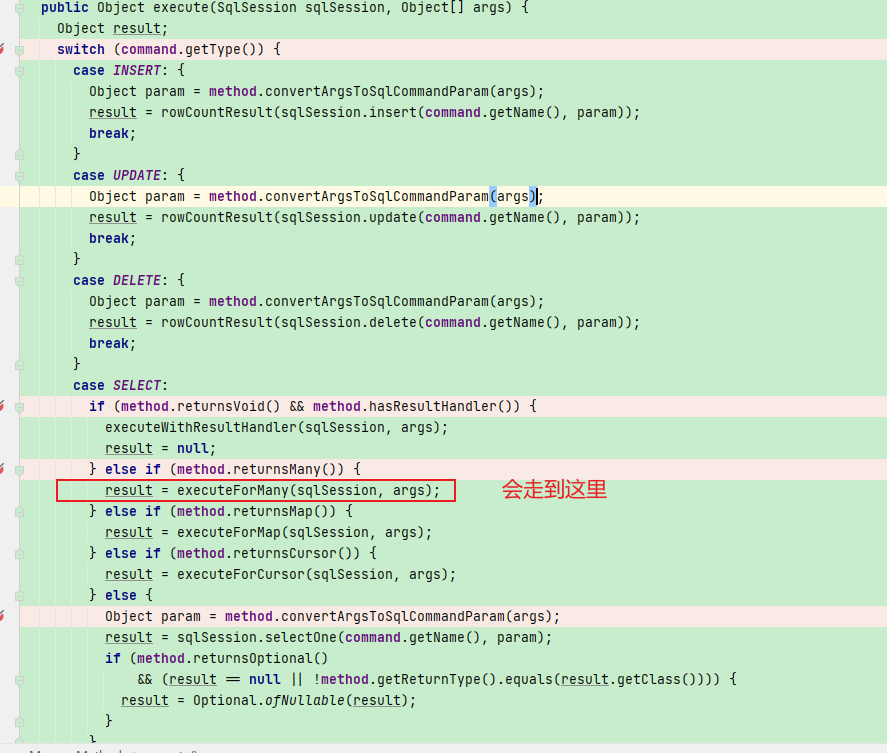 public Object execute(SqlSession sqlSession, Object[] args) {
Object result;
switch (command.getType()) {
case INSERT: {
Object param = method.convertArgsToSqlCommandParam(args);
result = rowCountResult(sqlSession.insert(command.getName(), param));
break;
}
case UPDATE: {
Object param = method.convertArgsToSqlCommandParam(args);
result = rowCountResult(sqlSession.update(command.getName(), param));
break;
}
case DELETE: {
Object param = method.convertArgsToSqlCommandParam(args);
result = rowCountResult(sqlSession.delete(command.getName(), param));
break;
}
case SELECT:
if (method.returnsVoid() && method.hasResultHandler()) {
executeWithResultHandler(sqlSession, args);
result = null;
} else if (method.returnsMany()) {
result = executeForMany(sqlSession, args); 会走到这里
} else if (method.returnsMap()) {
result = executeForMap(sqlSession, args);
} else if (method.returnsCursor()) {
result = executeForCursor(sqlSession, args);
} else {
Object param = method.convertArgsToSqlCommandParam(args);
result = sqlSession.selectOne(command.getName(), param);
if (method.returnsOptional()
&& (result == null || !method.getReturnType().equals(result.getClass()))) {
result = Optional.ofNullable(result);
}
}